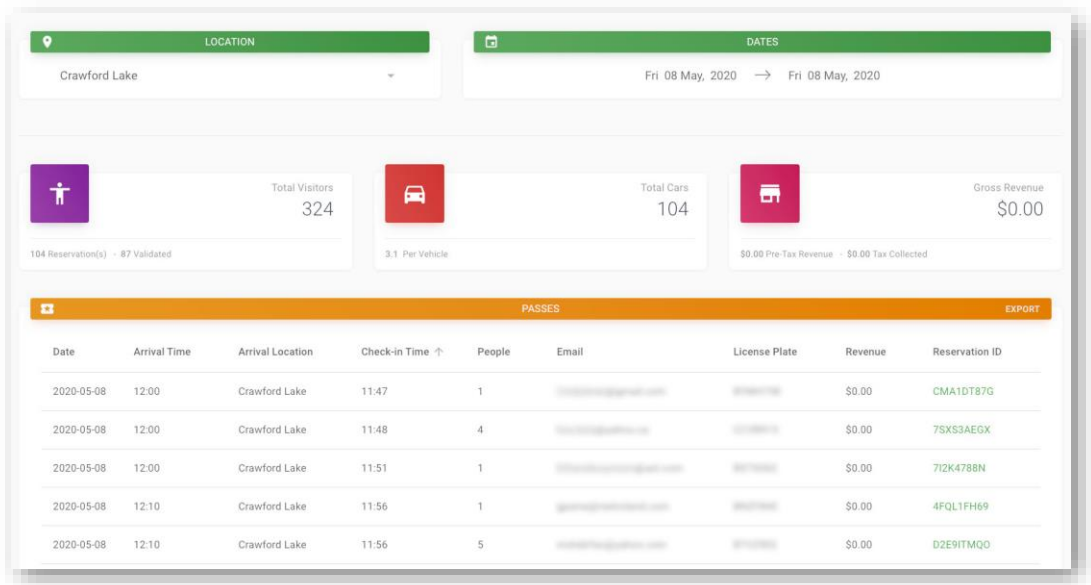 LOCATION
DATES
Crawford Lake
Fri 08 May, 2020 → Fri 08 May, 2020
Total Visitors
324
104 Reservation(s) - 87 Validated
Total Cars
104
3.1 Per Vehicle
Gross Revenue
$0.00
$0.00 Pre-Tax Revenue - $0.00 Tax Collected
PASSES EXPORT
Date Arrival Time Arrival Location Check-in Time ↑ People Email License Plate Revenue Reservation ID
2020-05-08 12:00 Crawford Lake 11:47 1 $0.00 CMA1DT87G
2020-05-08 12:00 Crawford Lake 11:48 4 $0.00 7SXS3AEGX
2020-05-08 12:00 Crawford Lake 11:51 1 $0.00 7I2K4788N
2020-05-08 12:10 Crawford Lake 11:56 1 $0.00 4FQL1FH69
2020-05-08 12:10 Crawford Lake 11:56 5 $0.00 D2E9ITMQO